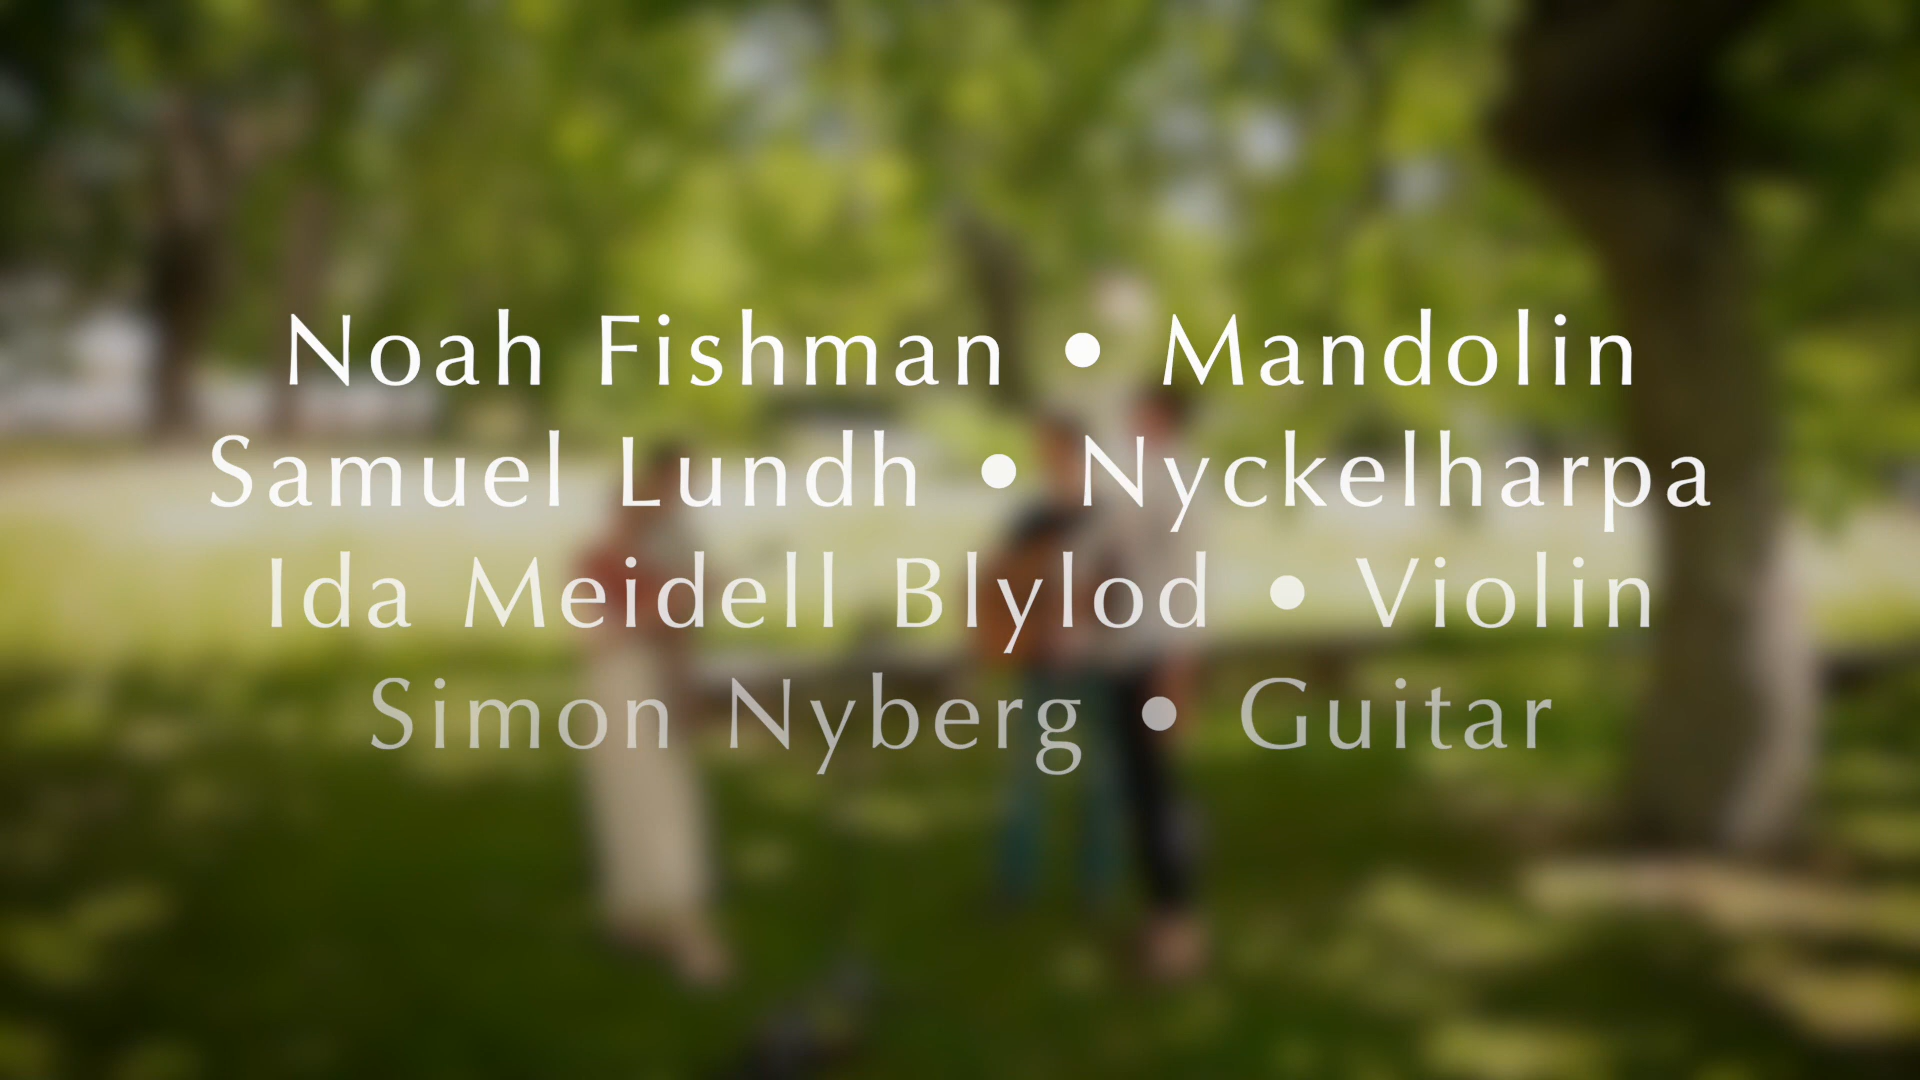 Noah Fishman • Mandolin
Samuel Lundh • Nyckelharpa
Ida Meidell Blylod • Violin
Simon Nyberg • Guitar